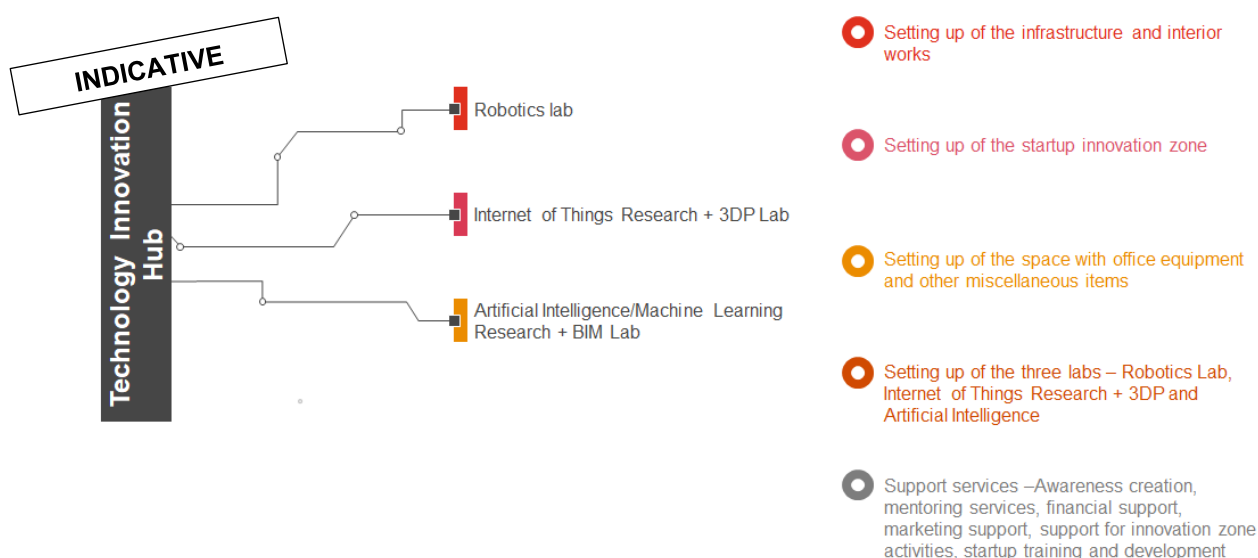 INDICATIVE
Technology Innovation
Hub
Robotics lab
Internet of Things Research + 3DP Lab
Artificial Intelligence/Machine Learning
Research + BIM Lab
Setting up of the infrastructure and interior
works
Setting up of the startup innovation zone
Setting up of the space with office equipment
and other miscellaneous items
Setting up of the three labs – Robotics Lab,
Internet of Things Research + 3DP and
Artificial Intelligence
Support services –Awareness creation,
mentoring services, financial support,
marketing support, support for innovation zone
activities, startup training and development